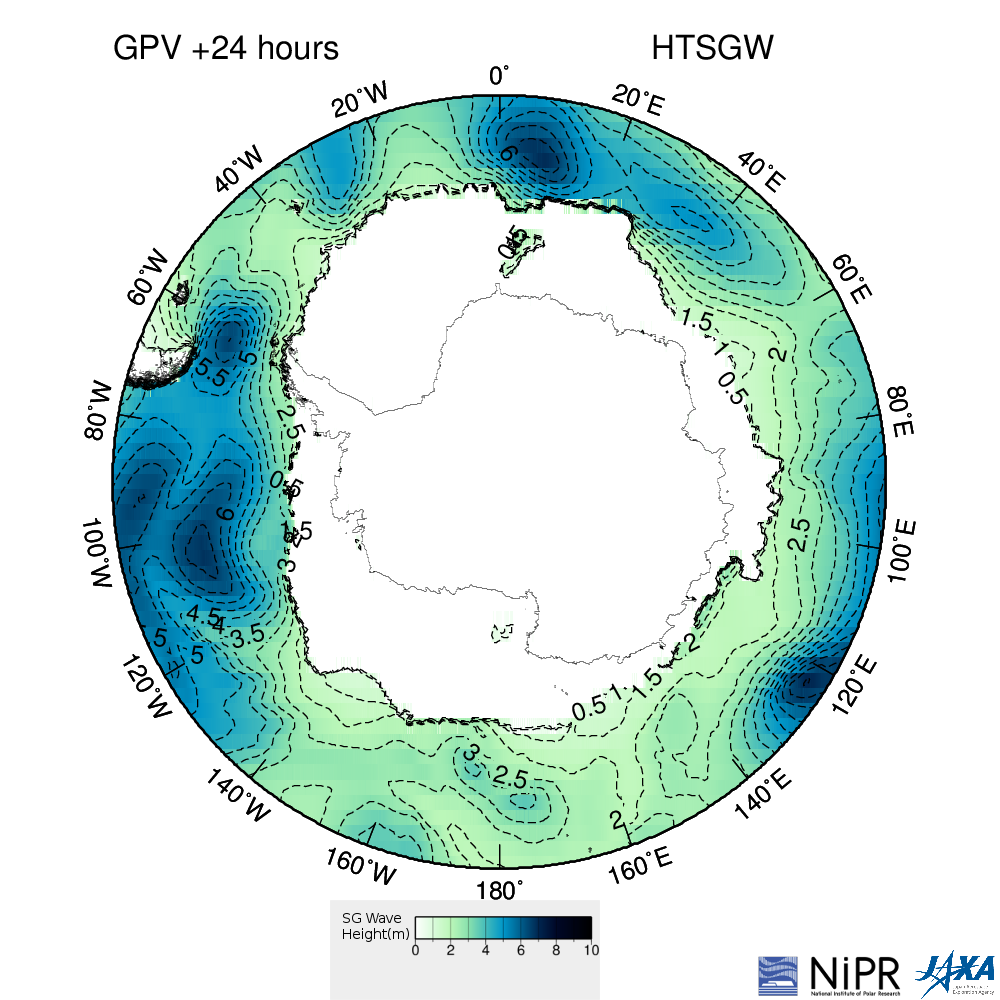 GPV +24 hours
HTSGW
0°
20°W
20°E
40°W
40°E
60°W
60°E
80°W
80°E
100°W
100°E
120°W
120°E
140°W
140°E
160°W
160°E
180°
6
0.5
1.5
1
2
0.5
5
5.5
2.5
0.5
6
1.5
3
2.5
4.5
4
3.5
5
5
2
1.5
1
0.5
3
2.5
2
SG Wave
Height(m)
0 2 4 6 8 10
NiPR
National Institute of Polar Research
JAXA
Japan Aerospace
Exploration Agency